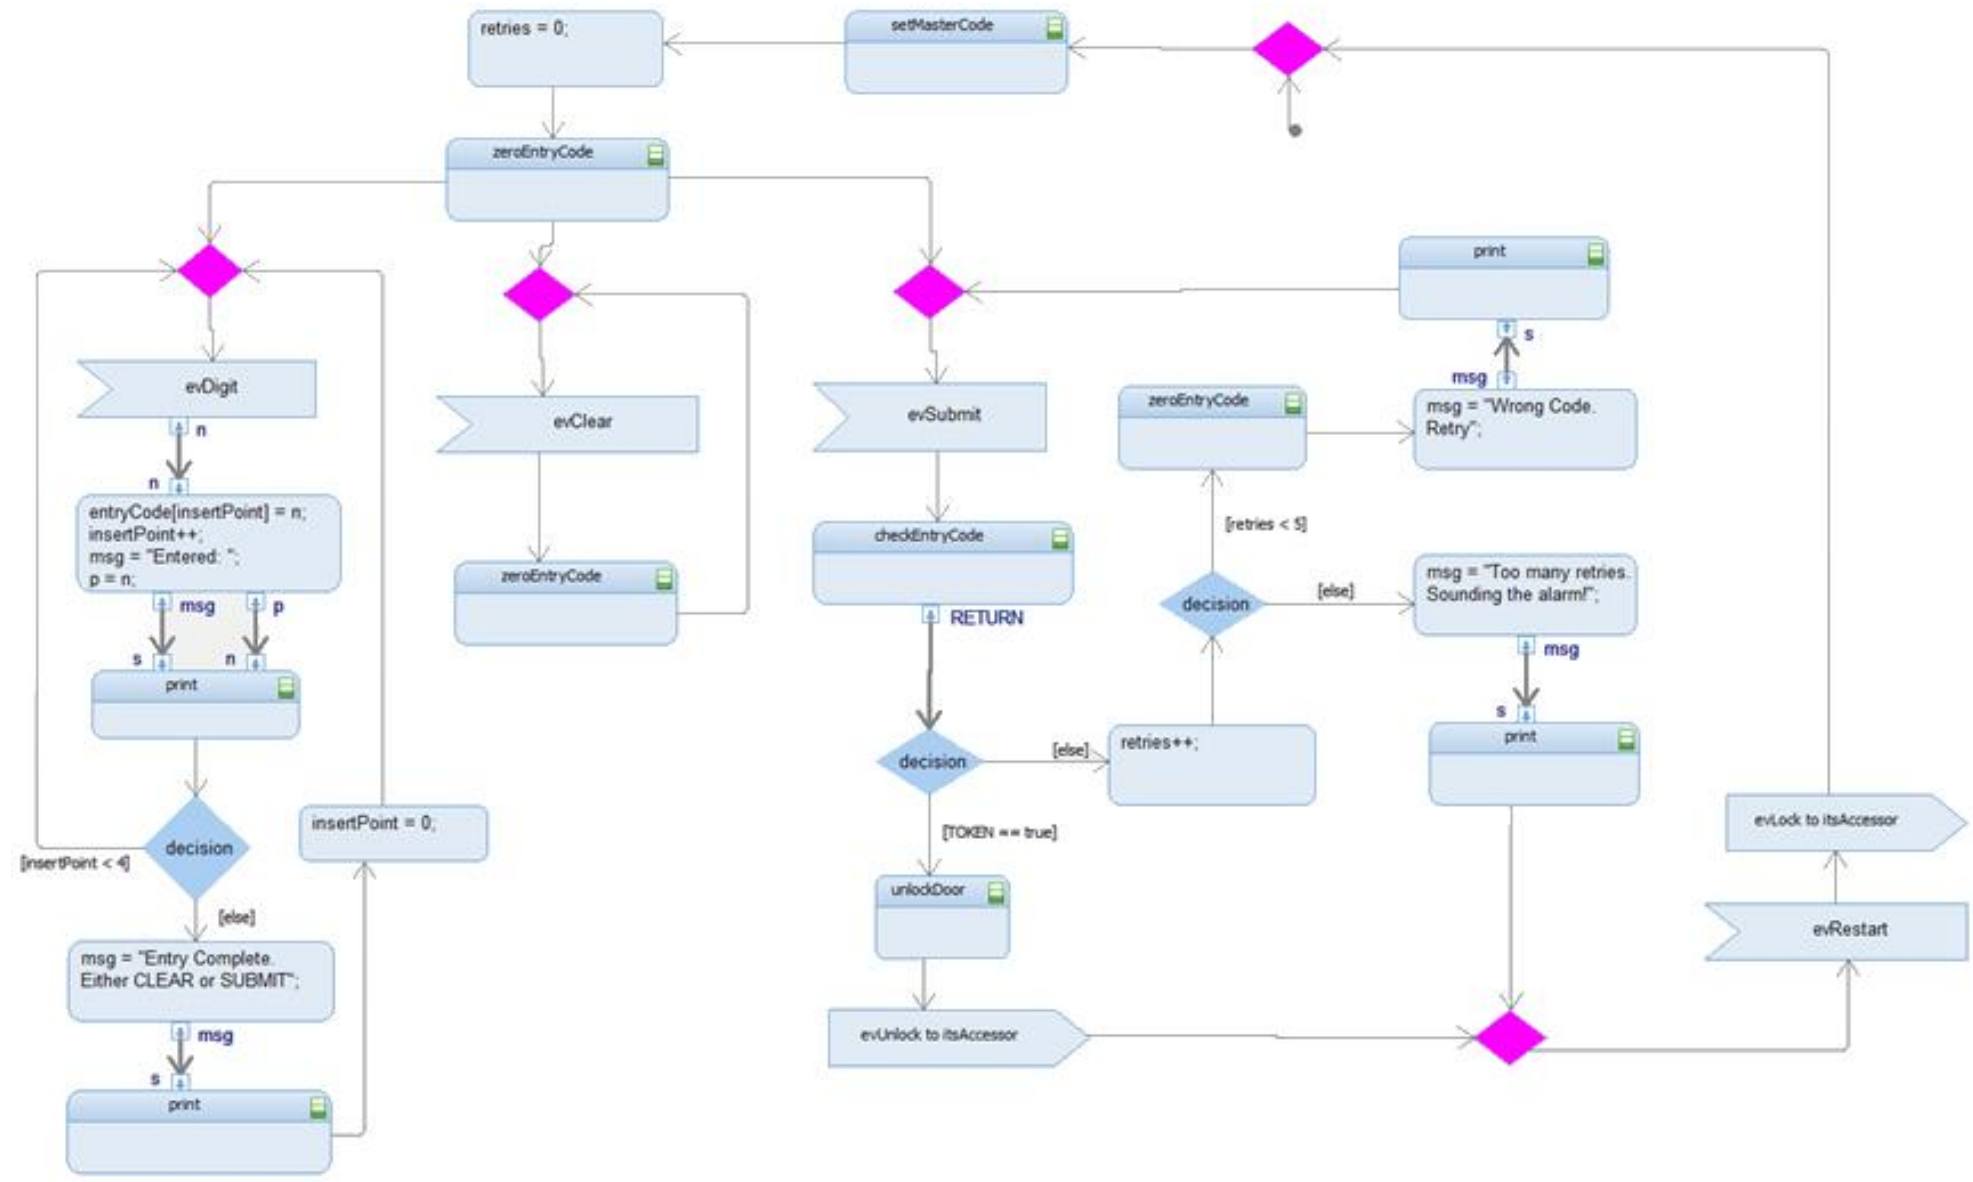 retries = 0;
setMasterCode
zeroEntryCode
print
s
msg
msg = "Wrong Code.
Retry";
zeroEntryCode
evDigit
n
n
entryCode[insertPoint] = n;
insertPoint++;
msg = "Entered: ";
p = n;
msg
p
s
n
print
decision
[insertPoint < 4]
[else]
insertPoint = 0;
msg = "Entry Complete.
Either CLEAR or SUBMIT";
msg
s
print
evClear
zeroEntryCode
evSubmit
checkEntryCode
RETURN
decision
[else]
retries++;
[TOKEN == true]
unlockDoor
evUnlock to itsAccessor
[retries < 5]
decision
[else]
msg = "Too many retries.
Sounding the alarm!";
msg
s
print
evLock to itsAccessor
evRestart